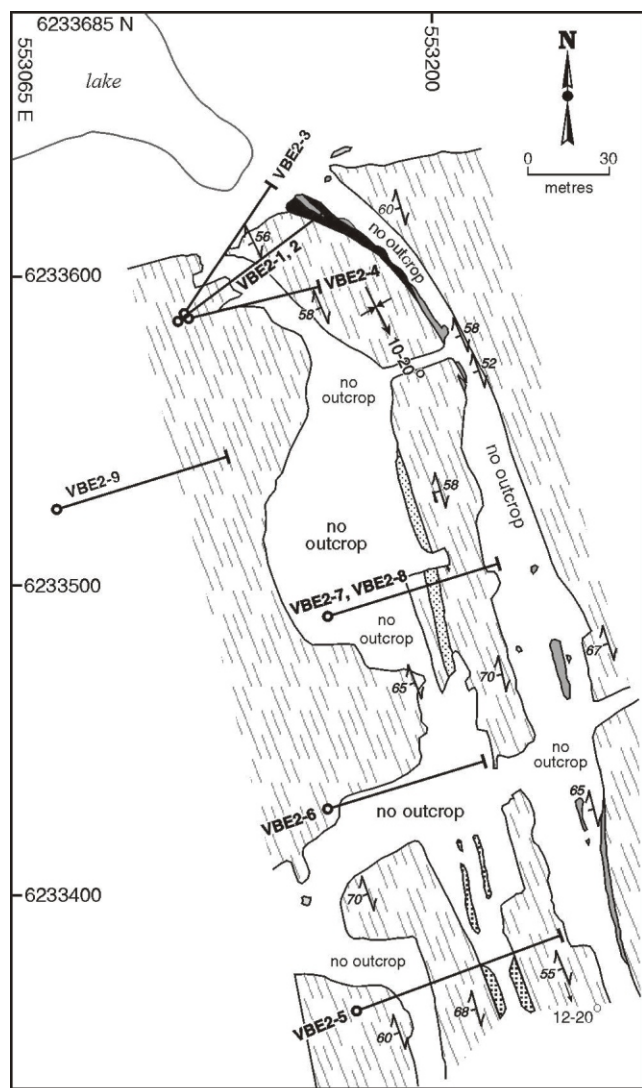 6233685 N
553065 E
553200
N
lake
0 30
metres
VBE2-3
60
no outcrop
56
VBE2-1, 2
6233600
VBE2-4
58
10-20°
58
52
no
outcrop
VBE2-9
58
no outcrop
no
outcrop
6233500
VBE2-7, VBE2-8
no
outcrop
67
65
70
no
outcrop
65
VBE2-6
no outcrop
6233400
70
no outcrop
55
VBE2-5
68
12-20°
60